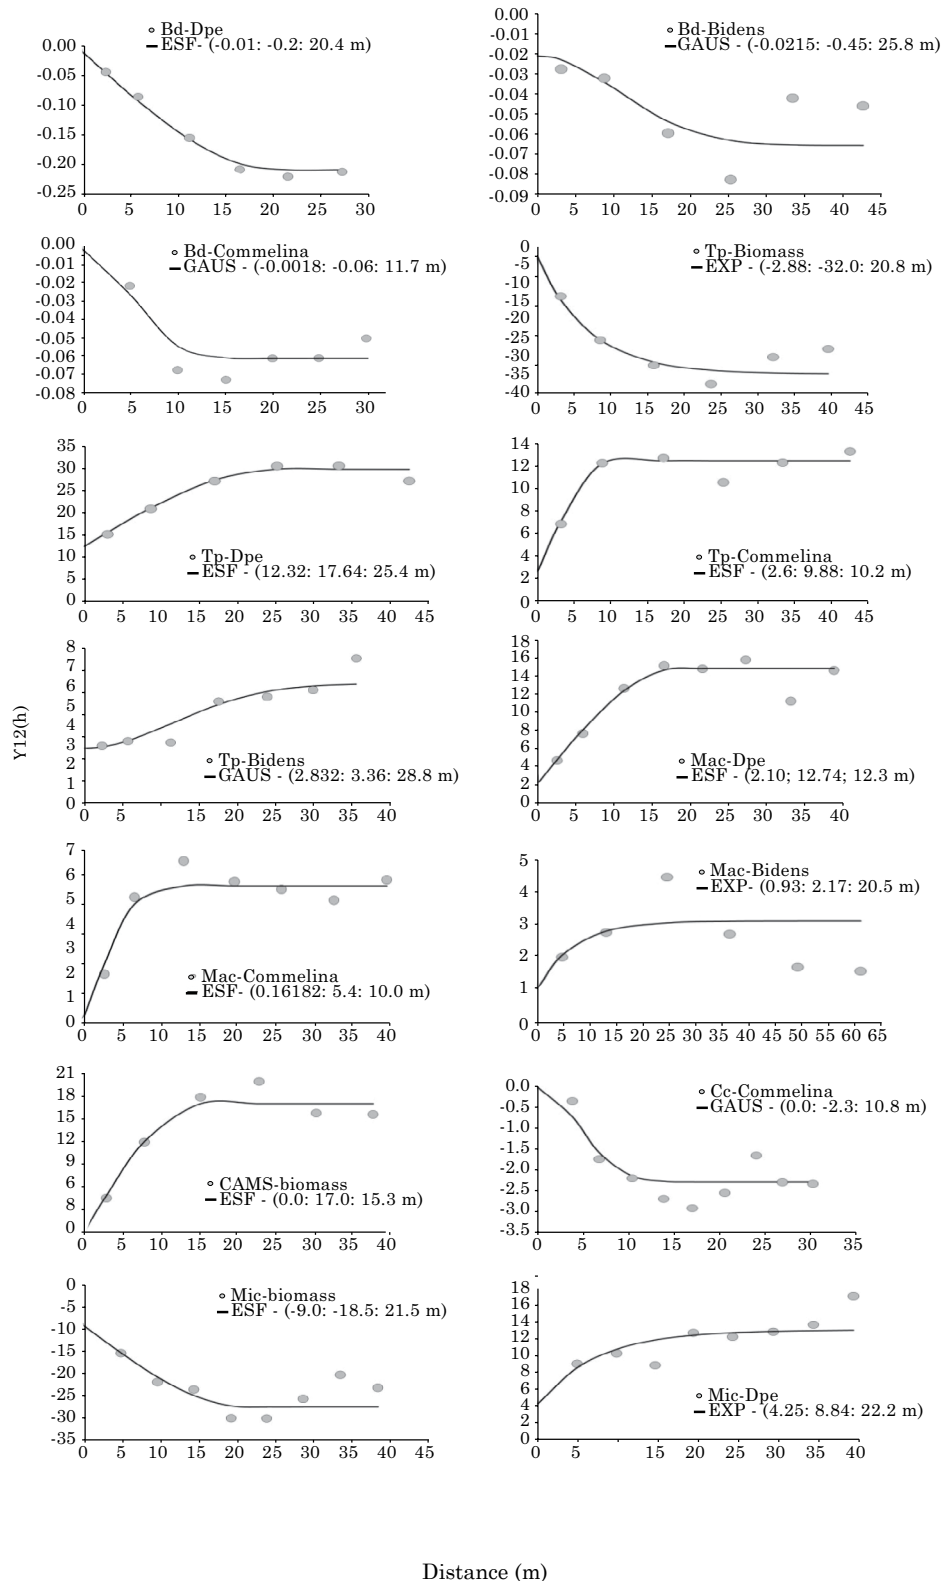 Bd-Dpe
ESF- (-0.01: -0.2: 20.4 m)
0.00
-0.05
-0.10
-0.15
-0.20
-0.25
0 5 10 15 20 25 30
Bd-Bidens
GAUS - (-0.0215: -0.45: 25.8 m)
0.00
-0.01
-0.02
-0.03
-0.04
-0.05
-0.06
-0.07
-0.08
-0.09
0 5 10 15 20 25 30 35 40 45
Bd-Commelina
GAUS - (-0.0018: -0.06: 11.7 m)
0.00
-0.01
-0.02
-0.03
-0.04
-0.05
-0.06
-0.07
-0.08
0 5 10 15 20 25 30
Tp-Biomass
EXP - (-2.88: -32.0: 20.8 m)
0
-5
-10
-15
-20
-25
-30
-35
-40
0 5 10 15 20 25 30 35 40 45
Tp-Dpe
ESF - (12.32: 17.64: 25.4 m)
35
30
25
20
15
10
5
0
0 5 10 15 20 25 30 35 40 45
Tp-Commelina
ESF - (2.6: 9.88: 10.2 m)
14
12
10
8
6
4
2
0
0 5 10 15 20 25 30 35 40 45
Y12(h)
Tp-Bidens
GAUS - (2.832: 3.36: 28.8 m)
8
7
6
5
4
3
2
1
0
0 5 10 15 20 25 30 35 40
Mac-Dpe
ESF - (2.10; 12.74; 12.3 m)
18
16
14
12
10
8
6
4
2
0
0 5 10 15 20 25 30 35 40
Mac-Commelina
ESF- (0.16182: 5.4: 10.0 m)
7
6
5
4
3
2
1
0
0 5 10 15 20 25 30 35 40
Mac-Bidens
EXP- (0.93: 2.17: 20.5 m)
5
4
3
2
1
0
0 5 10 15 20 25 30 35 40 45 50 55 60 65
CAMS-biomass
ESF - (0.0: 17.0: 15.3 m)
21
18
15
12
9
6
3
0
0 5 10 15 20 25 30 35 40
Cc-Commelina
GAUS - (0.0: -2.3: 10.8 m)
0.0
-0.5
-1.0
-1.5
-2.0
-2.5
-3.0
-3.5
0 5 10 15 20 25 30 35
Mic-biomass
ESF - (-9.0: -18.5: 21.5 m)
0
-5
-10
-15
-20
-25
-30
-35
0 5 10 15 20 25 30 35 40 45
Mic-Dpe
EXP - (4.25: 8.84: 22.2 m)
18
16
14
12
10
8
6
4
2
0
0 5 10 15 20 25 30 35 40
Distance (m)